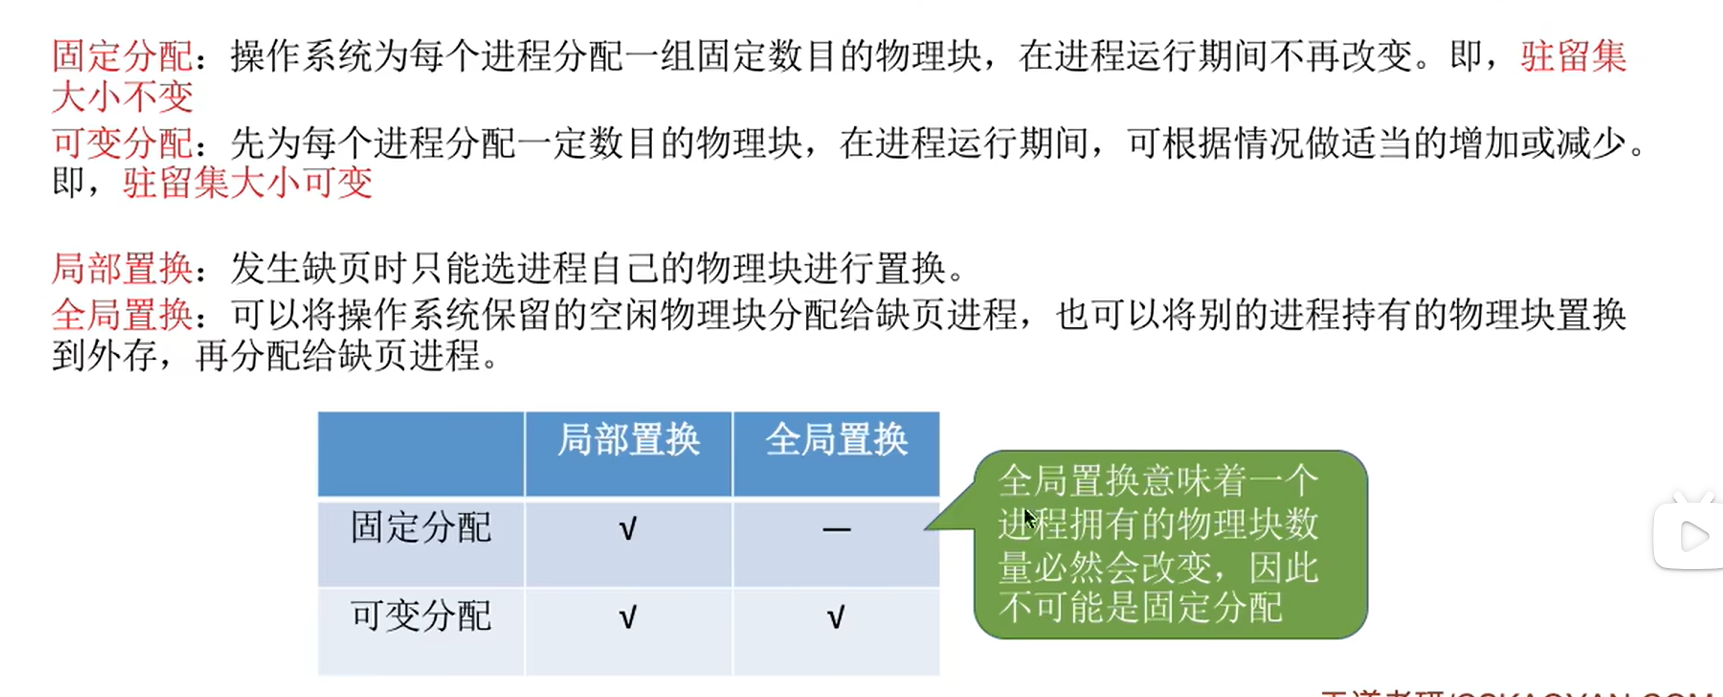 固定分配：操作系统为每个进程分配一组固定数目的物理块，在进程运行期间不再改变。即，驻留集
大小不变
可变分配：先为每个进程分配一定数目的物理块，在进程运行期间，可根据情况做适当的增加或减少。
即，驻留集大小可变
局部置换：发生缺页时只能选进程自己的物理块进行置换。
全局置换：可以将操作系统保留的空闲物理块分配给缺页进程，也可以将别的进程持有的物理块置换
到外存，再分配给缺页进程。
局部置换 全局置换
固定分配 √ —
可变分配 √ √
全局置换意味着一个
进程拥有的物理块数
量必然会改变，因此
不可能是固定分配